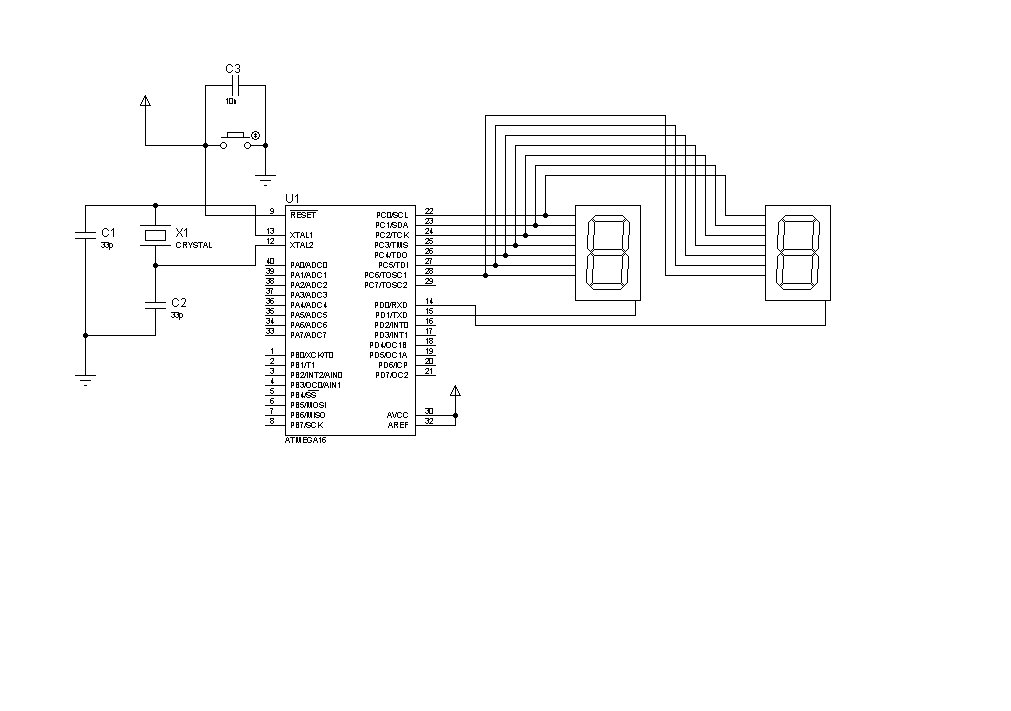 C3
10n
U1
9 RESET
13 XTAL1
12 XTAL2
40 PA0/ADC0
39 PA1/ADC1
38 PA2/ADC2
37 PA3/ADC3
36 PA4/ADC4
35 PA5/ADC5
34 PA6/ADC6
33 PA7/ADC7
1 PB0/XCK/T0
2 PB1/T1
3 PB2/INT2/AIN0
4 PB3/OC0/AIN1
5 PB4/SS
6 PB5/MOSI
7 PB6/MISO
8 PB7/SCK
PC0/SCL 22
PC1/SDA 23
PC2/TCK 24
PC3/TMS 25
PC4/TDO 26
PC5/TDI 27
PC6/TOSC1 28
PC7/TOSC2 29
PD0/RXD 14
PD1/TXD 15
PD2/INT0 16
PD3/INT1 17
PD4/OC1B 18
PD5/OC1A 19
PD6/ICP 20
PD7/OC2 21
AVCC 30
AREF 32
ATMEGA16
C1
33p
X1
CRYSTAL
C2
33p